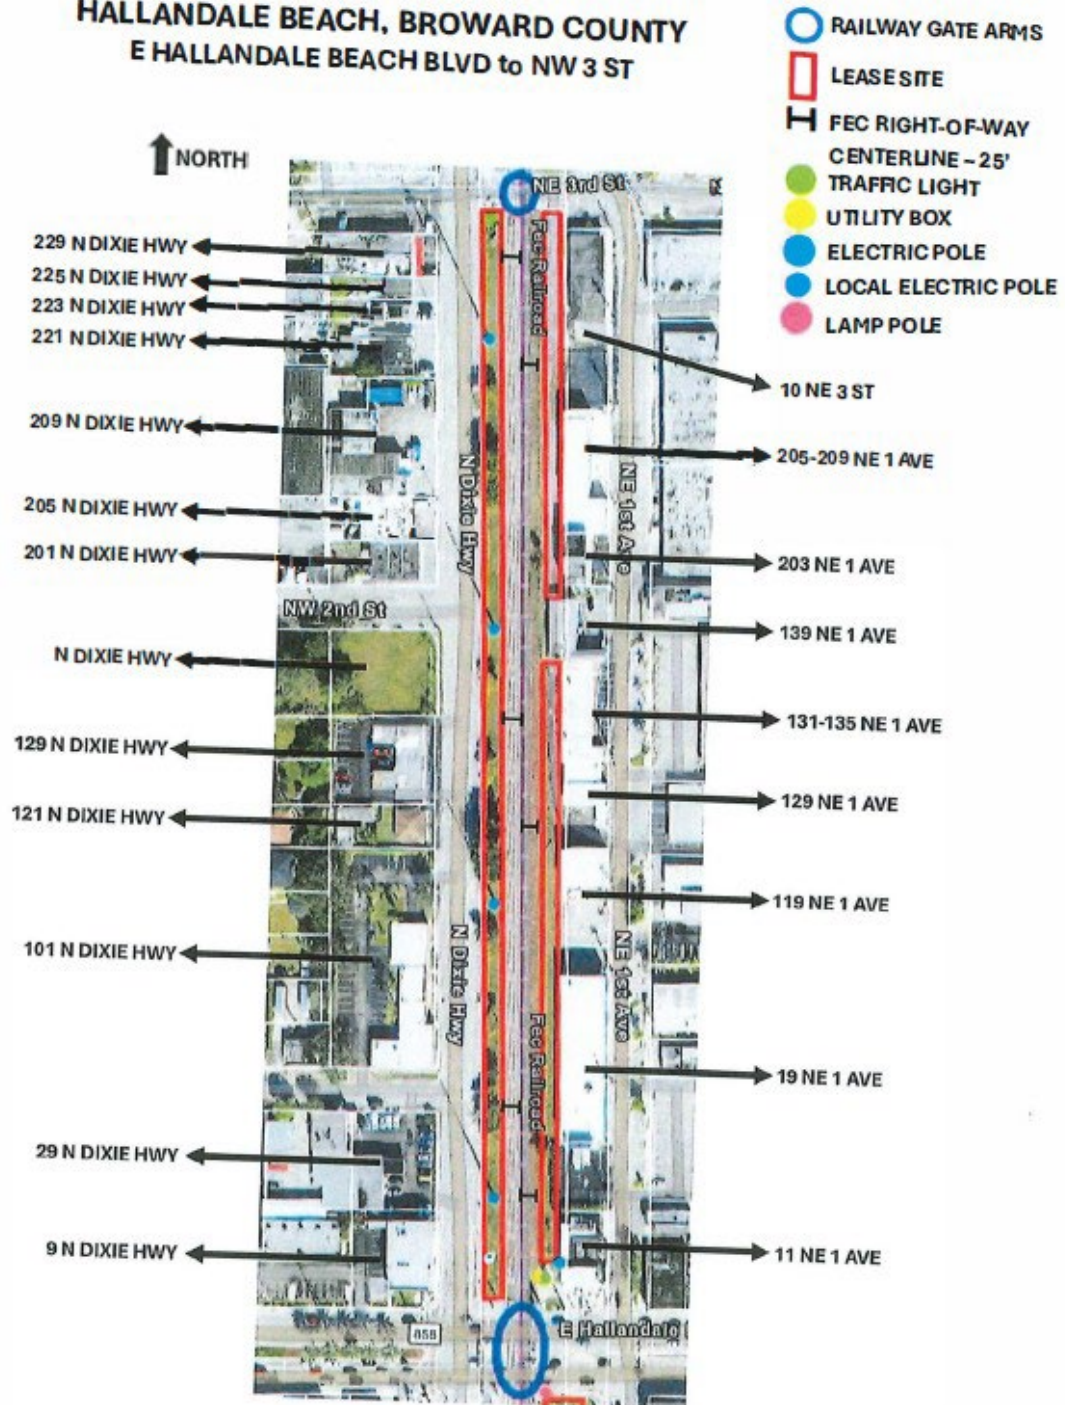 HALLANDALE BEACH, BROWARD COUNTY
E HALLANDALE BEACH BLVD to NW 3 ST
RAILWAY GATE ARMS
LEASE SITE
FEC RIGHT-OF-WAY
CENTERLINE ~ 25'
TRAFFIC LIGHT
UTILITY BOX
ELECTRIC POLE
LOCAL ELECTRIC POLE
LAMP POLE
NORTH
NE 3rd St
N
229 N DIXIE HWY
225 N DIXIE HWY
223 N DIXIE HWY
221 N DIXIE HWY
209 N DIXIE HWY
205 N DIXIE HWY
201 N DIXIE HWY
NW 2nd St
N DIXIE HWY
129 N DIXIE HWY
121 N DIXIE HWY
101 N DIXIE HWY
29 N DIXIE HWY
9 N DIXIE HWY
Fec Railroad
N Dixie Hwy
NE 1st Ave
N Dixie Hwy
NE 1st Ave
Fec Railroad
10 NE 3 ST
205-209 NE 1 AVE
203 NE 1 AVE
139 NE 1 AVE
131-135 NE 1 AVE
129 NE 1 AVE
119 NE 1 AVE
19 NE 1 AVE
11 NE 1 AVE
858
E Hallandale